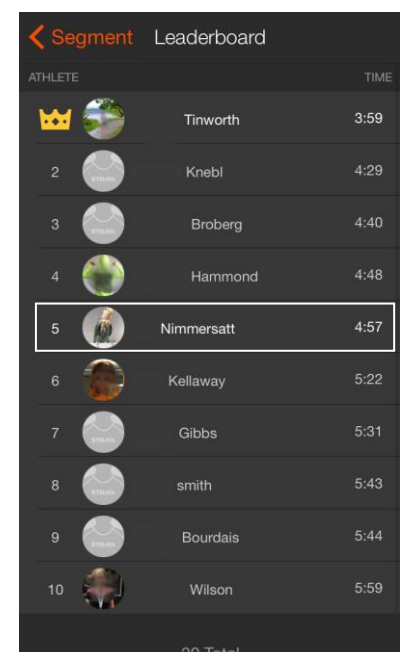 Segment Leaderboard
ATHLETE TIME
Tinworth 3:59
2 Knebl 4:29
3 Broberg 4:40
4 Hammond 4:48
5 Nimmersatt 4:57
6 Kellaway 5:22
7 Gibbs 5:31
8 smith 5:43
9 Bourdais 5:44
10 Wilson 5:59
Total